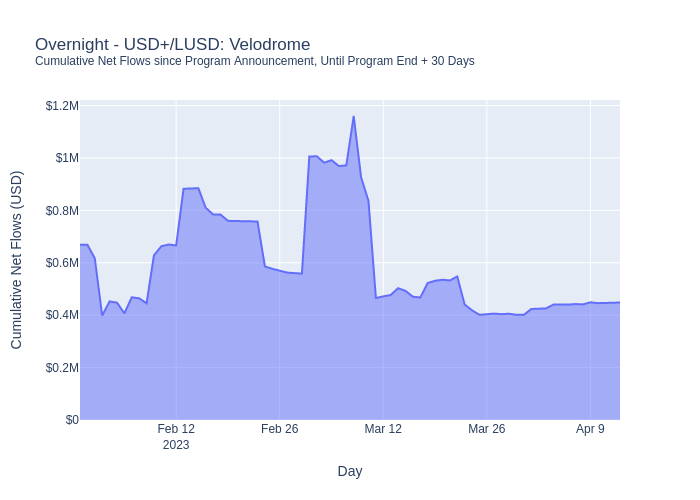 Overnight - USD+/LUSD: Velodrome
Cumulative Net Flows since Program Announcement, Until Program End + 30 Days
Cumulative Net Flows (USD)
$1.2M
$1M
$0.8M
$0.6M
$0.4M
$0.2M
$0
Feb 12 Feb 26 Mar 12 Mar 26 Apr 9
2023
Day